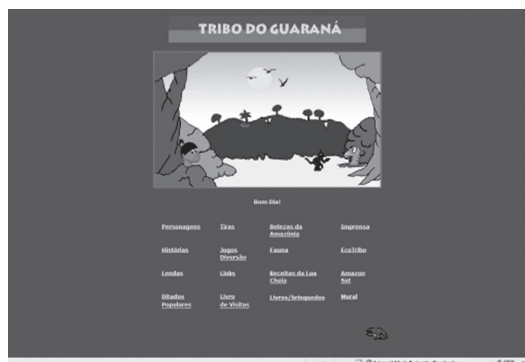 TRIBO DO GUARANÁ
Bom Dia!
Personagens
Tiras
Belezas da
Amazônia
Imprensa
Histórias
Jogos
Diversão
Fauna
EcoTribo
Lendas
Links
Receitas da Lua
Cheia
Amazon
Sat
Ditados
Populares
Livro
de Visitas
Livros/brinquedos
Mural